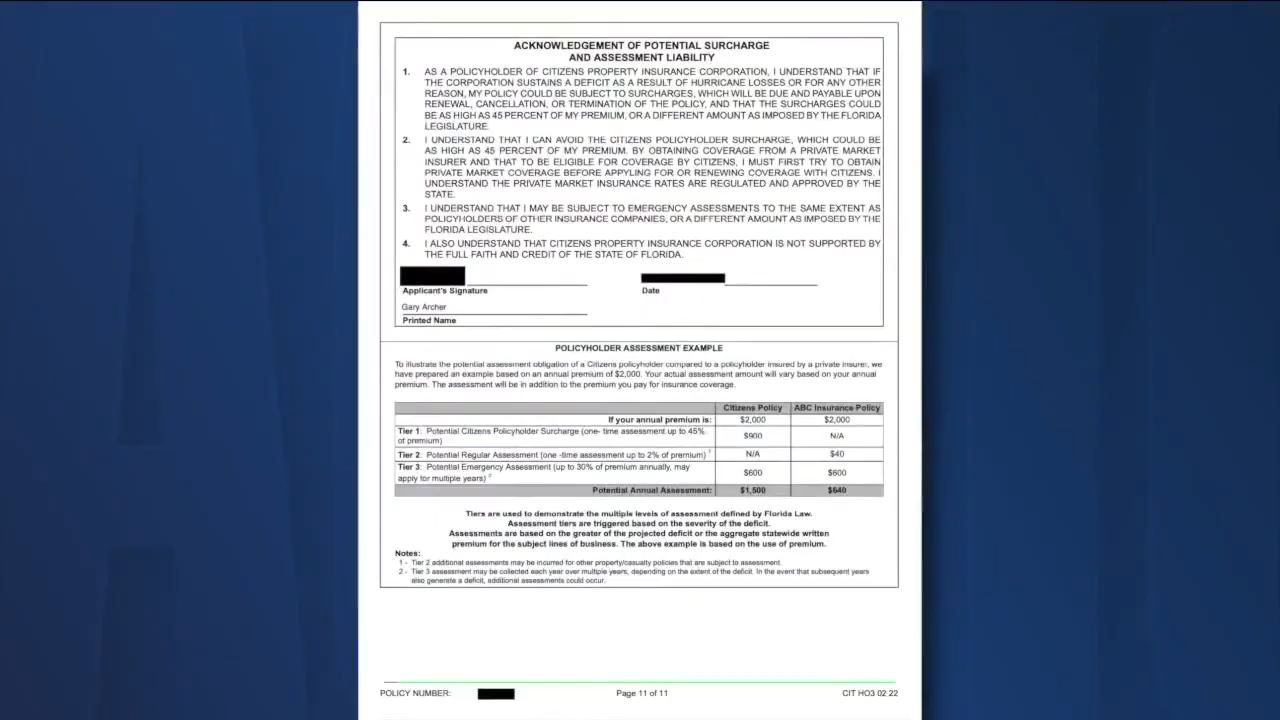 ACKNOWLEDGEMENT OF POTENTIAL SURCHARGE
AND ASSESSMENT LIABILITY
1. AS A POLICYHOLDER OF CITIZENS PROPERTY INSURANCE CORPORATION, I UNDERSTAND THAT IF
THE CORPORATION SUSTAINS A DEFICIT AS A RESULT OF HURRICANE LOSSES OR FOR ANY OTHER
REASON, MY POLICY COULD BE SUBJECT TO SURCHARGES, WHICH WILL BE DUE AND PAYABLE UPON
RENEWAL, CANCELLATION, OR TERMINATION OF THE POLICY, AND THAT THE SURCHARGES COULD
BE AS HIGH AS 45 PERCENT OF MY PREMIUM, OR A DIFFERENT AMOUNT AS IMPOSED BY THE FLORIDA
LEGISLATURE.
2. I UNDERSTAND THAT I CAN AVOID THE CITIZENS POLICYHOLDER SURCHARGE, WHICH COULD BE
AS HIGH AS 45 PERCENT OF MY PREMIUM. BY OBTAINING COVERAGE FROM A PRIVATE MARKET
INSURER AND THAT TO BE ELIGIBLE FOR COVERAGE BY CITIZENS, I MUST FIRST TRY TO OBTAIN
PRIVATE MARKET COVERAGE BEFORE APPYLING FOR OR RENEWING COVERAGE WITH CITIZENS. I
UNDERSTAND THE PRIVATE MARKET INSURANCE RATES ARE REGULATED AND APPROVED BY THE
STATE.
3. I UNDERSTAND THAT I MAY BE SUBJECT TO EMERGENCY ASSESSMENTS TO THE SAME EXTENT AS
POLICYHOLDERS OF OTHER INSURANCE COMPANIES, OR A DIFFERENT AMOUNT AS IMPOSED BY THE
FLORIDA LEGISLATURE.
4. I ALSO UNDERSTAND THAT CITIZENS PROPERTY INSURANCE CORPORATION IS NOT SUPPORTED BY
THE FULL FAITH AND CREDIT OF THE STATE OF FLORIDA.
Applicant's Signature Date
Gary Archer
Printed Name
POLICYHOLDER ASSESSMENT EXAMPLE
To illustrate the potential assessment obligation of a Citizens policyholder compared to a policyholder insured by a private insurer, we
have prepared an example based on an annual premium of $2,000. Your actual assessment amount will vary based on your annual
premium. The assessment will be in addition to the premium you pay for insurance coverage.
Citizens Policy ABC Insurance Policy
If your annual premium is: $2,000 $2,000
Tier 1: Potential Citizens Policyholder Surcharge (one- time assessment up to 45%
of premium) $900 N/A
Tier 2: Potential Regular Assessment (one -time assessment up to 2% of premium) 1 N/A $40
Tier 3: Potential Emergency Assessment (up to 30% of premium annually, may
apply for multiple years) 2 $600 $600
Potential Annual Assessment: $1,500 $640
Tiers are used to demonstrate the multiple levels of assessment defined by Florida Law.
Assessment tiers are triggered based on the severity of the deficit.
Assessments are based on the greater of the projected deficit or the aggregate statewide written
premium for the subject lines of business. The above example is based on the use of premium.
Notes:
1 - Tier 2 additional assessments may be incurred for other property/casualty policies that are subject to assessment.
2 - Tier 3 assessment may be collected each year over multiple years, depending on the extent of the deficit. In the event that subsequent years
also generate a deficit, additional assessments could occur.
POLICY NUMBER: Page 11 of 11 CIT HO3 02 22